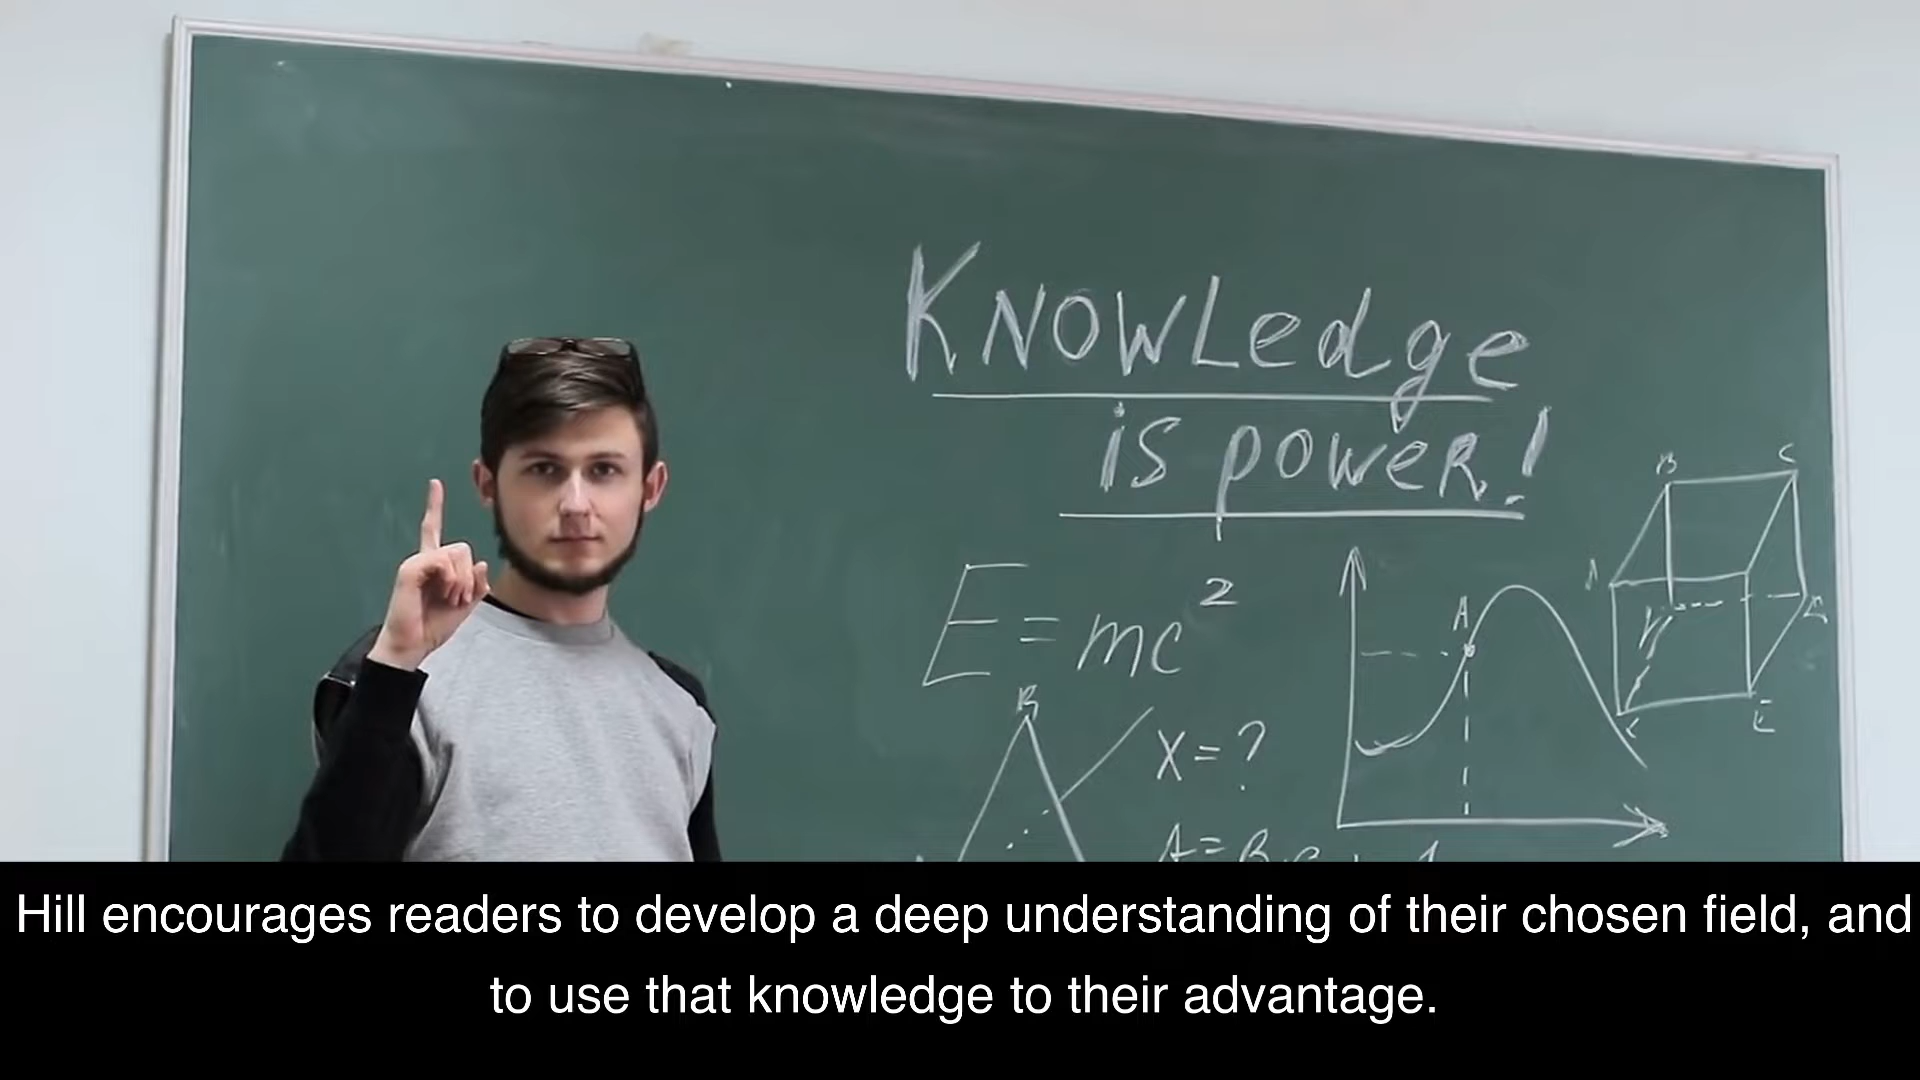 Knowledge
is power!
E = mc²
A
B
C
B
X = ?
E
Hill encourages readers to develop a deep understanding of their chosen field, and
to use that knowledge to their advantage.